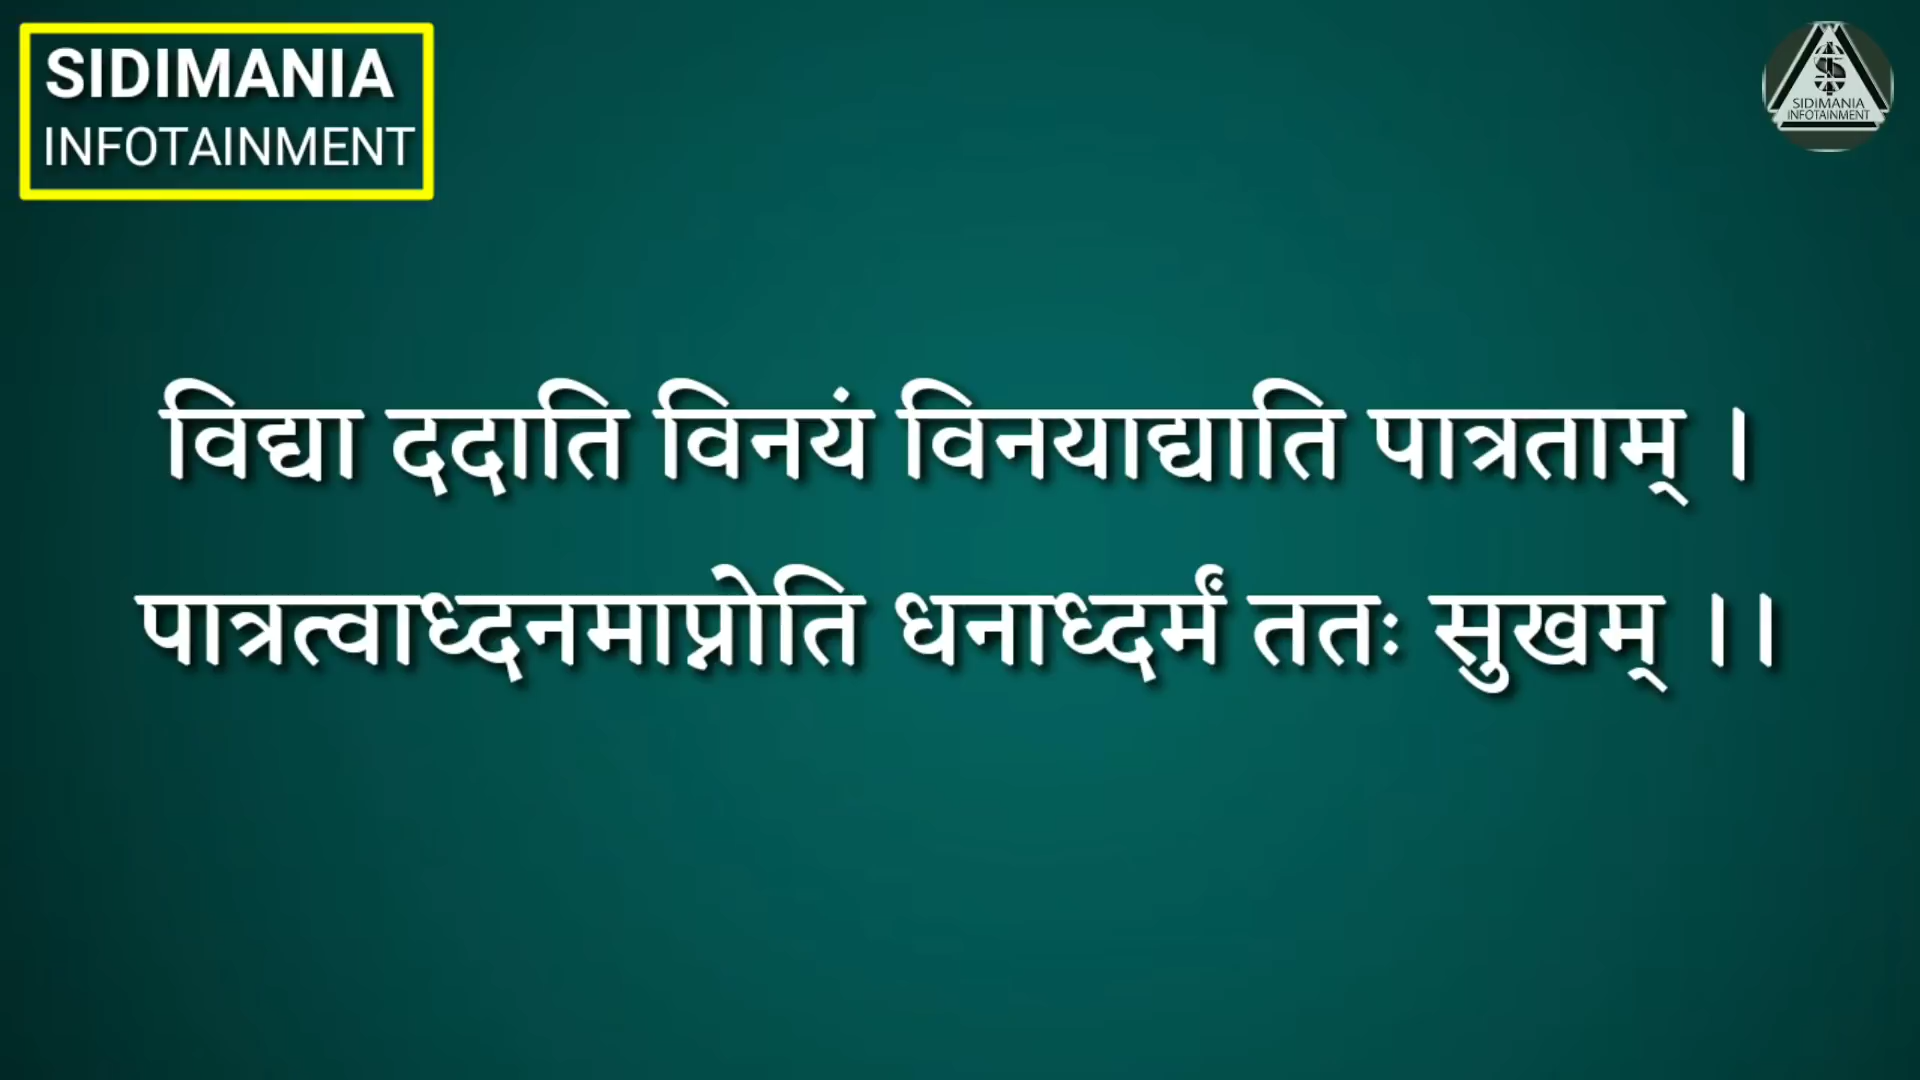 SIDIMANIA
INFOTAINMENT
SIDIMANIA
INFOTAINMENT
विद्या ददाति विनयं विनयाद्याति पात्रताम् ।
पात्रत्वाध्दनमाप्नोति धनाध्दर्मं ततः सुखम् ।।